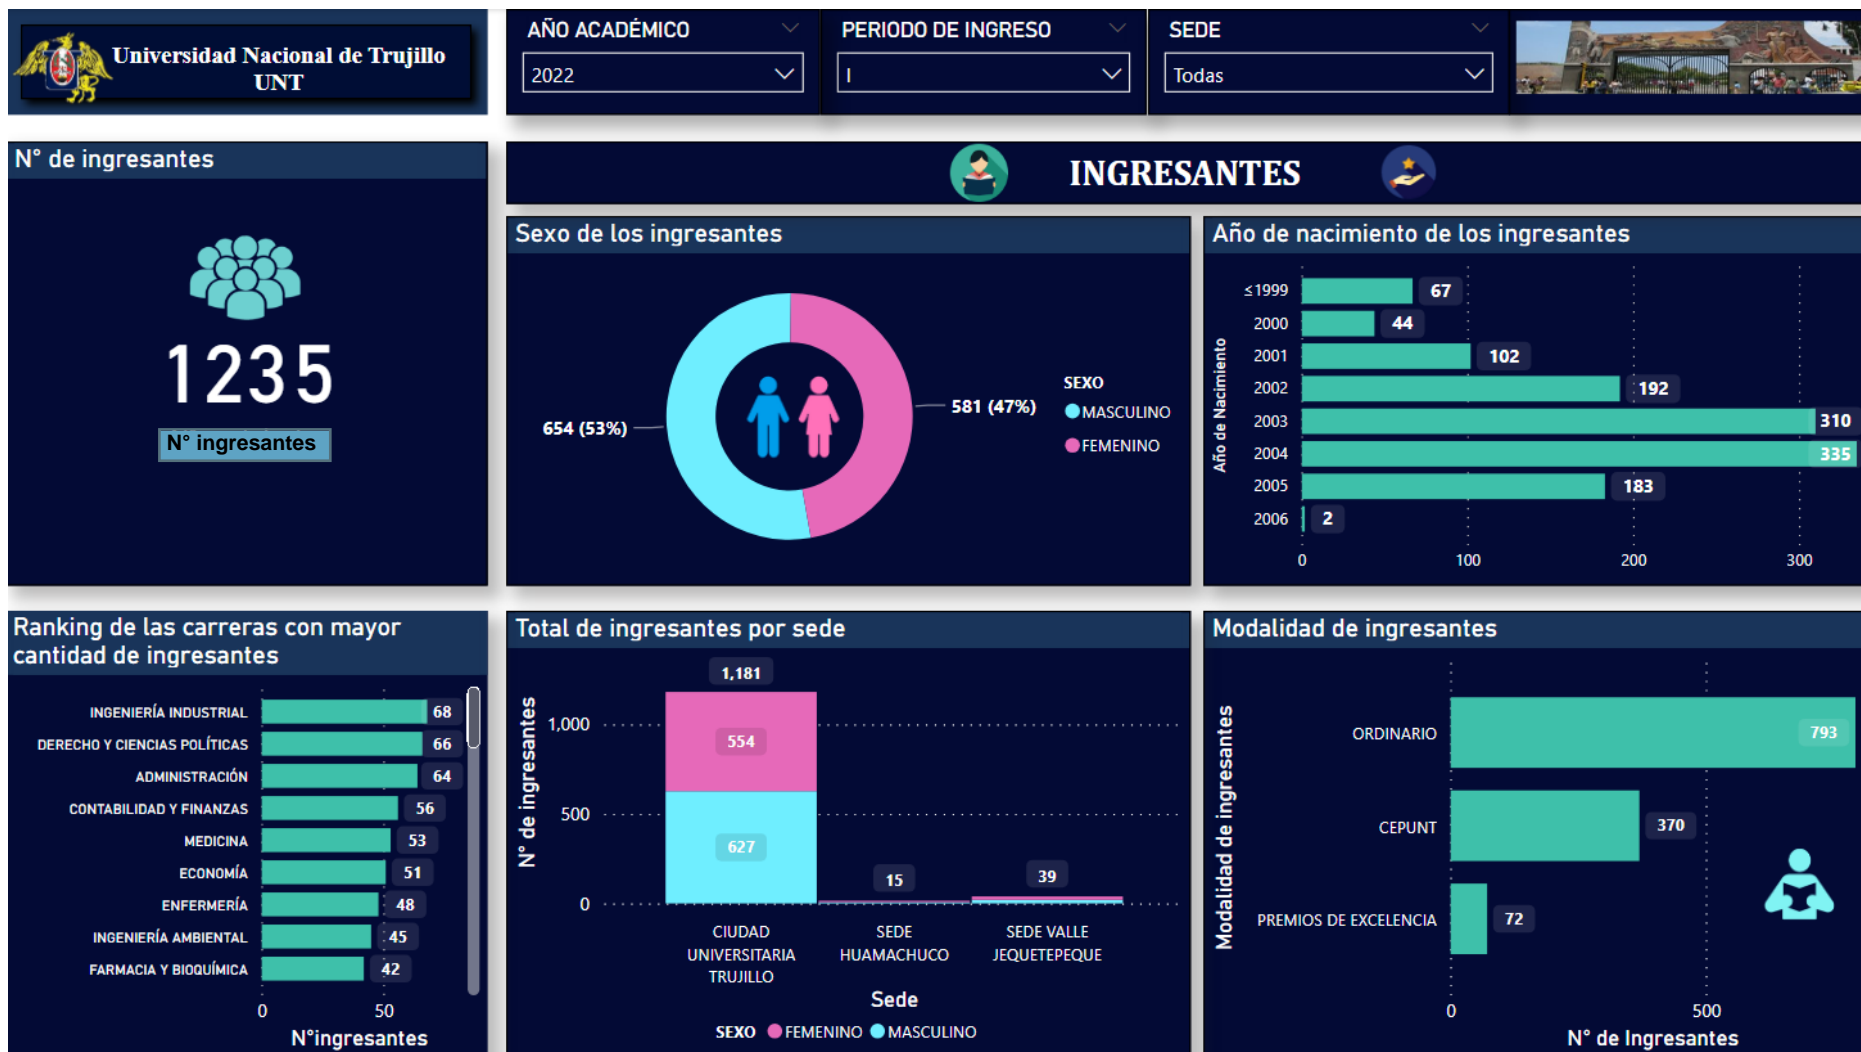 Universidad Nacional de Trujillo
UNT
AÑO ACADÉMICO
2022
PERIODO DE INGRESO
I
SEDE
Todas
N° de ingresantes
1235
N° ingresantes
INGRESANTES
Sexo de los ingresantes
654 (53%)
581 (47%)
SEXO
MASCULINO
FEMENINO
Año de nacimiento de los ingresantes
Año de Nacimiento
≤1999
67
2000
44
2001
102
2002
192
2003
310
2004
335
2005
183
2006
2
0
100
200
300
Ranking de las carreras con mayor
cantidad de ingresantes
INGENIERÍA INDUSTRIAL
68
DERECHO Y CIENCIAS POLÍTICAS
66
ADMINISTRACIÓN
64
CONTABILIDAD Y FINANZAS
56
MEDICINA
53
ECONOMÍA
51
ENFERMERÍA
48
INGENIERÍA AMBIENTAL
45
FARMACIA Y BIOQUÍMICA
42
0
50
N°ingresantes
Total de ingresantes por sede
N° de ingresantes
1,000
500
0
1,181
554
627
15
39
CIUDAD
UNIVERSITARIA
TRUJILLO
SEDE
HUAMACHUCO
SEDE VALLE
JEQUETEPEQUE
Sede
SEXO
FEMENINO
MASCULINO
Modalidad de ingresantes
Modalidad de ingresantes
ORDINARIO
793
CEPUNT
370
PREMIOS DE EXCELENCIA
72
0
500
N° de Ingresantes